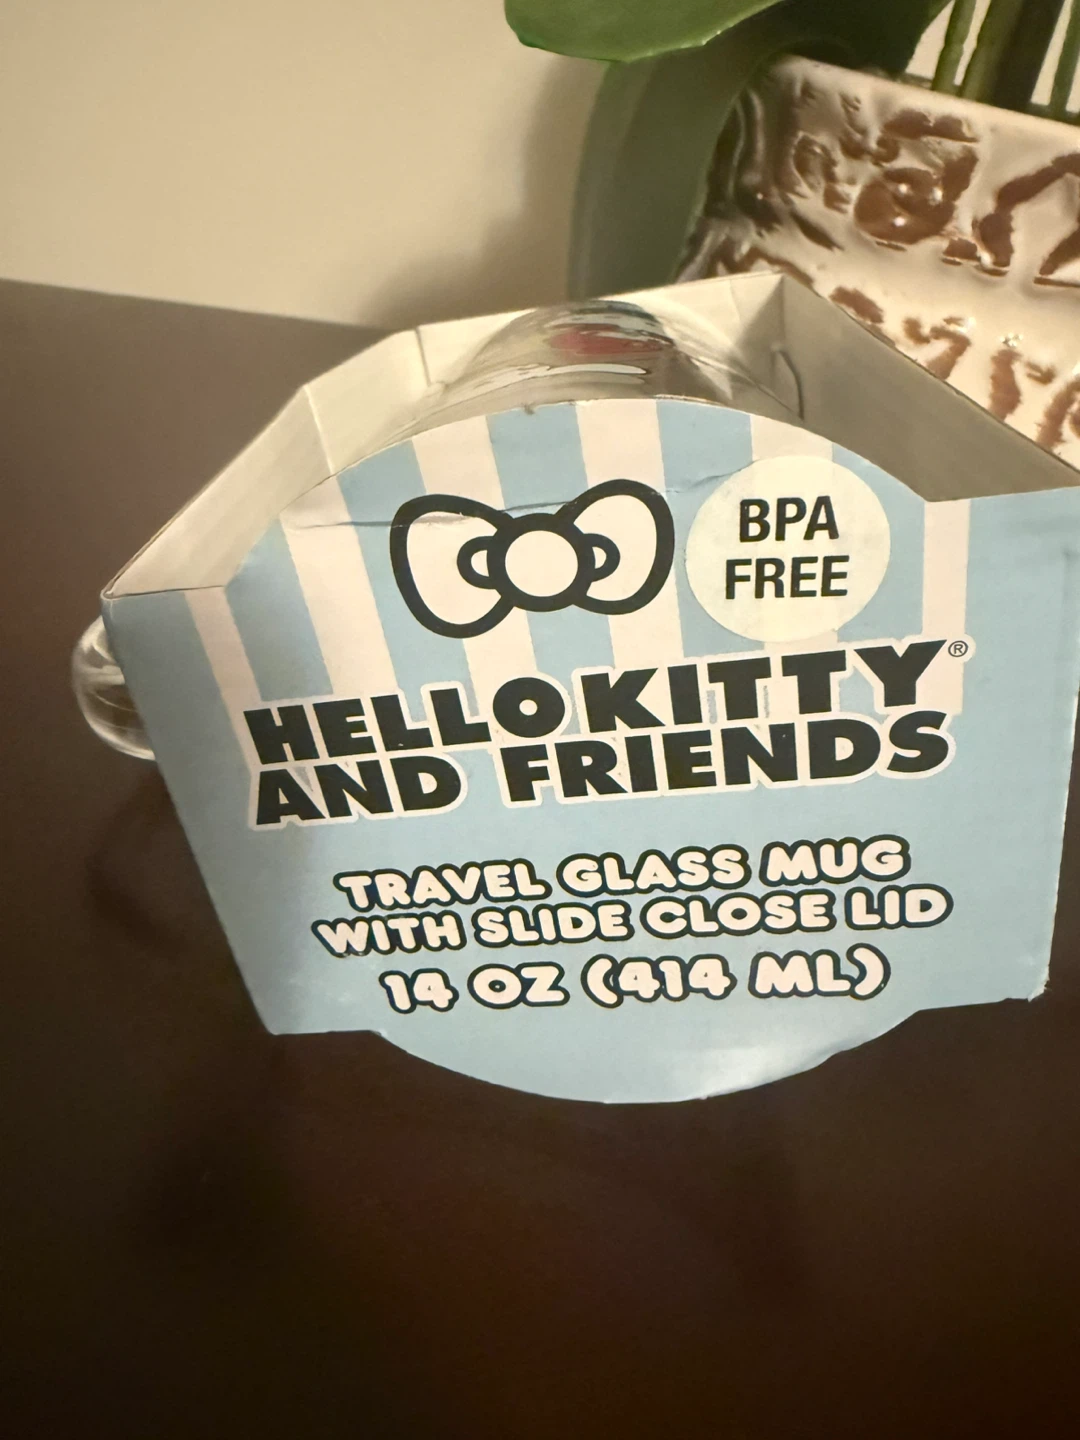 BPA
FREE
HELLO KITTY®
AND FRIENDS
TRAVEL GLASS MUG
WITH SLIDE CLOSE LID
14 OZ (414 ML)